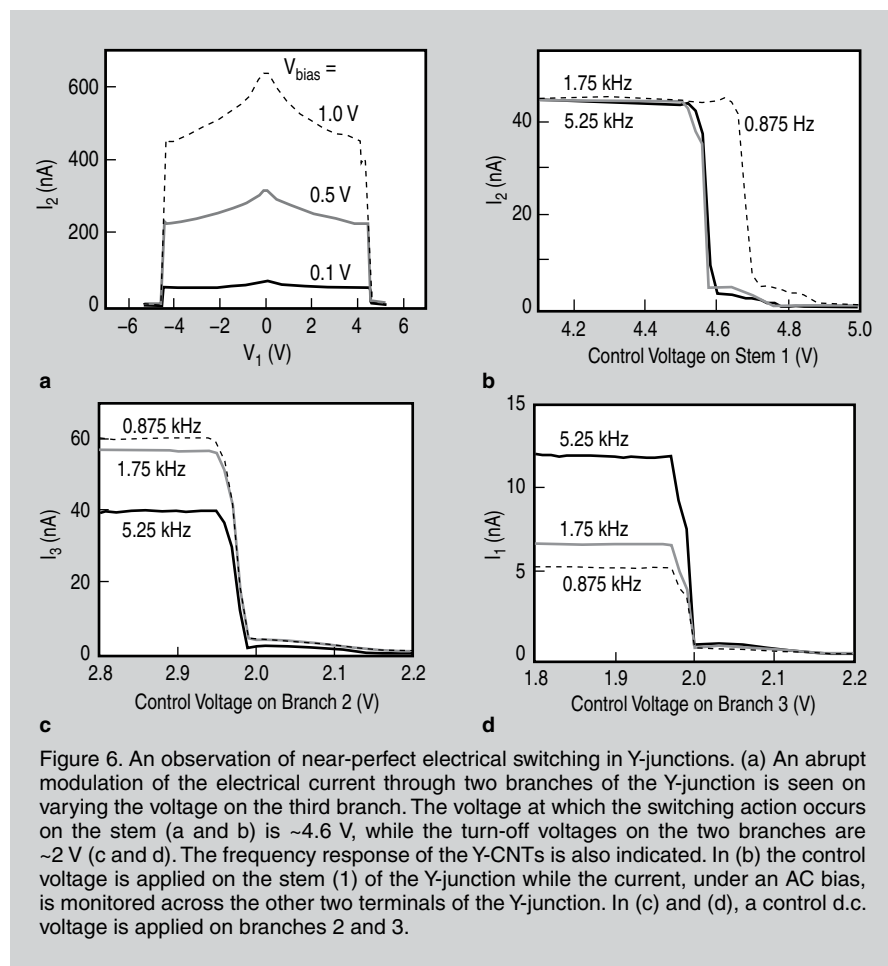 V_bias =
1.0 V
0.5 V
0.1 V
600
400
200
0
I₂ (nA)
−6 −4 −2 0 2 4 6
V₁ (V)
a
1.75 kHz
5.25 kHz
0.875 Hz
40
20
0
I₂ (nA)
4.2 4.4 4.6 4.8 5.0
Control Voltage on Stem 1 (V)
b
0.875 kHz
1.75 kHz
5.25 kHz
60
40
20
0
I₃ (nA)
2.8 2.9 2.0 2.1 2.2
Control Voltage on Branch 2 (V)
c
15
10
5
0
I₁ (nA)
5.25 kHz
1.75 kHz
0.875 kHz
1.8 1.9 2.0 2.1 2.2
Control Voltage on Branch 3 (V)
d
Figure 6. An observation of near-perfect electrical switching in Y-junctions. (a) An abrupt
modulation of the electrical current through two branches of the Y-junction is seen on
varying the voltage on the third branch. The voltage at which the switching action occurs
on the stem (a and b) is ~4.6 V, while the turn-off voltages on the two branches are
~2 V (c and d). The frequency response of the Y-CNTs is also indicated. In (b) the control
voltage is applied on the stem (1) of the Y-junction while the current, under an AC bias,
is monitored across the other two terminals of the Y-junction. In (c) and (d), a control d.c.
voltage is applied on branches 2 and 3.